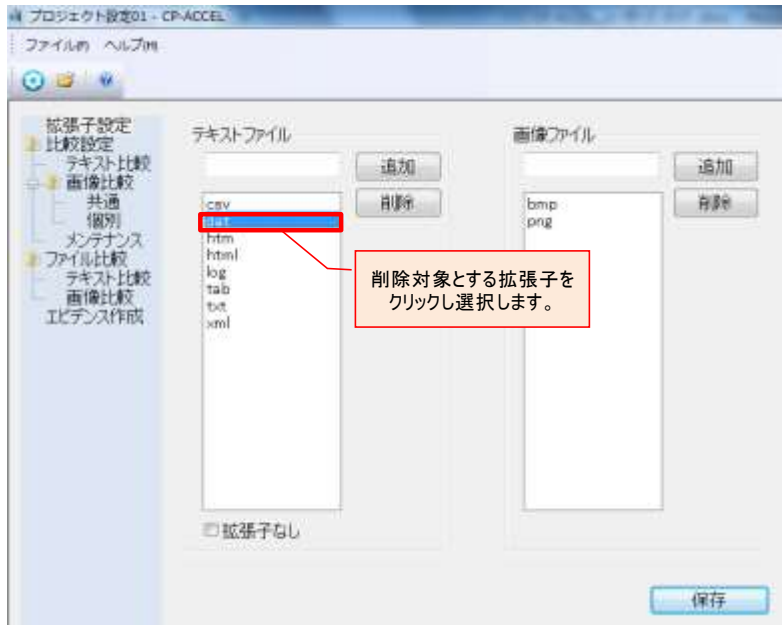 プロジェクト設定01 - CP-ACCEL
ファイル(F) ヘルプ(H)
拡張子設定
比較設定
テキスト比較
画像比較
共通
個別
メンテナンス
ファイル比較
テキスト比較
画像比較
エビデンス作成
テキストファイル
追加
削除
csv
dat
htm
html
log
tab
txt
xml
拡張子なし
画像ファイル
追加
削除
bmp
png
削除対象とする拡張子を
クリックし選択します。
保存